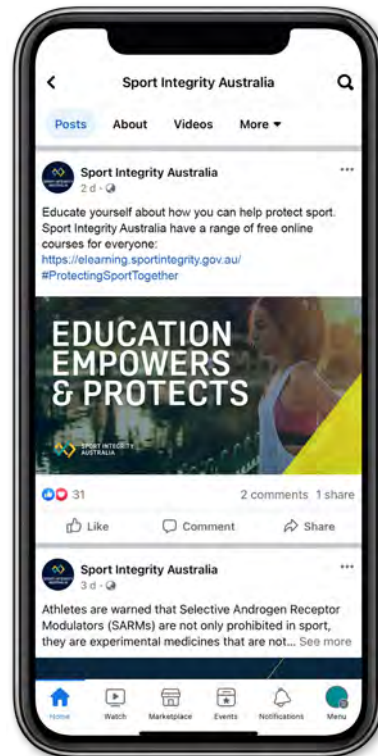 Sport Integrity Australia
Posts About Videos More
Sport Integrity Australia
2 d ·
Educate yourself about how you can help protect sport.
Sport Integrity Australia have a range of free online
courses for everyone:
https://elearning.sportintegrity.gov.au/
#ProtectingSportTogether
EDUCATION
EMPOWERS
& PROTECTS
SPORT INTEGRITY
AUSTRALIA
31 2 comments 1 share
Like Comment Share
Sport Integrity Australia
3 d ·
Athletes are warned that Selective Androgen Receptor
Modulators (SARMs) are not only prohibited in sport,
they are experimental medicines that are not... See more
Home Watch Marketplace Events Notifications Menu